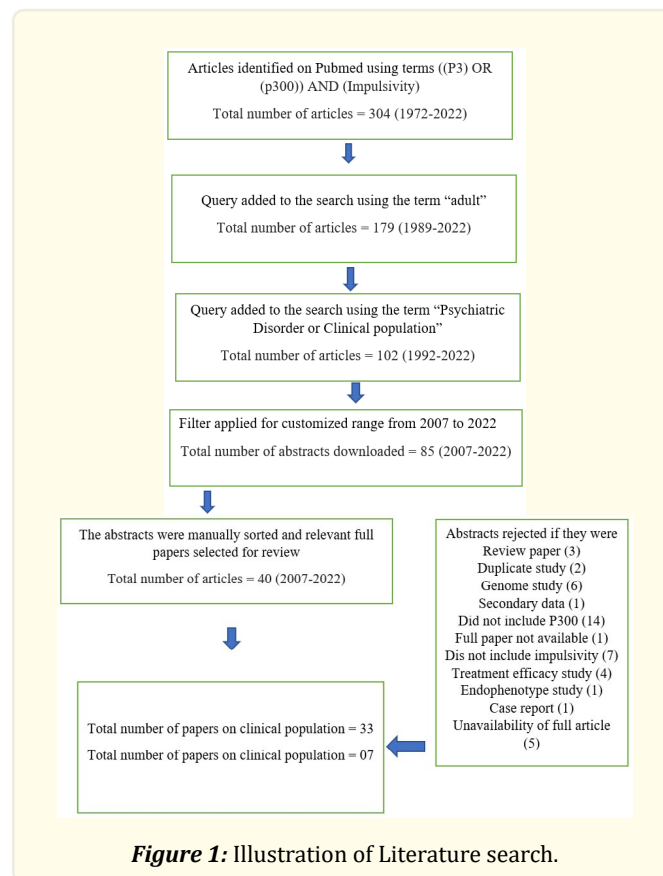 Articles identified on Pubmed using terms ((P3) OR
(p300)) AND (Impulsivity)
Total number of articles = 304 (1972-2022)
Query added to the search using the term “adult”
Total number of articles = 179 (1989-2022)
Query added to the search using the term “Psychiatric
Disorder or Clinical population”
Total number of articles = 102 (1992-2022)
Filter applied for customized range from 2007 to 2022
Total number of abstracts downloaded = 85 (2007-2022)
The abstracts were manually sorted and relevant full
papers selected for review
Total number of articles = 40 (2007-2022)
Abstracts rejected if they were
Review paper (3)
Duplicate study (2)
Genome study (6)
Secondary data (1)
Did not include P300 (14)
Full paper not available (1)
Dis not include impulsivity (7)
Treatment efficacy study (4)
Endophenotype study (1)
Case report (1)
Unavailability of full article
(5)
Total number of papers on clinical population = 33
Total number of papers on clinical population = 07
Figure 1: Illustration of Literature search.